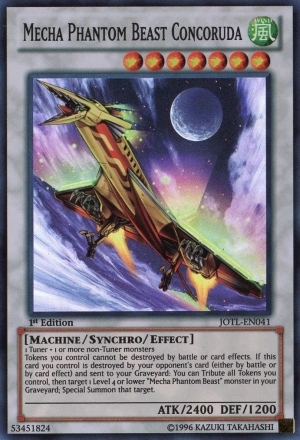 MECHA PHANTOM BEAST CONCORUDA
WIND
風
JOTL-EN041
1st Edition
[MACHINE/SYNCHRO/EFFECT]
1 Tuner + 1 or more non-Tuner monsters
Tokens you control cannot be destroyed by battle or card effects. If this
card you control is destroyed by your opponent's card (either by battle or
by card effect) and sent to your Graveyard: You can Tribute all Tokens you
control, then target 1 Level 4 or lower "Mecha Phantom Beast" monster in your
Graveyard; Special Summon that target.
ATK/2400 DEF/1200
53451824
©1996 KAZUKI TAKAHASHI